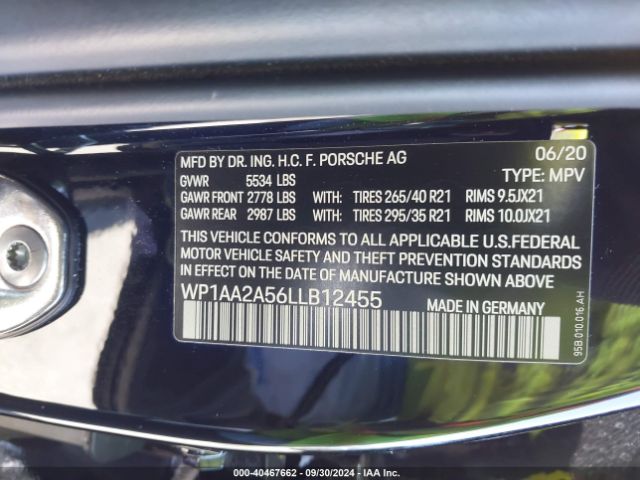 MFD BY DR. ING. H.C. F. PORSCHE AG 06/20
GVWR 5534 LBS TYPE: MPV
GAWR FRONT 2778 LBS WITH: TIRES 265/40 R21 RIMS 9.5JX21
GAWR REAR 2987 LBS WITH: TIRES 295/35 R21 RIMS 10.0JX21
THIS VEHICLE CONFORMS TO ALL APPLICABLE U.S.FEDERAL
MOTOR VEHICLE SAFETY AND THEFT PREVENTION STANDARDS
IN EFFECT ON THE DATE OF MANUFACTURE SHOWN ABOVE
WP1AA2A56LLB12455 MADE IN GERMANY
95B.010.016.AH
000-40467662 / 09/30/2024 / IAA Inc.